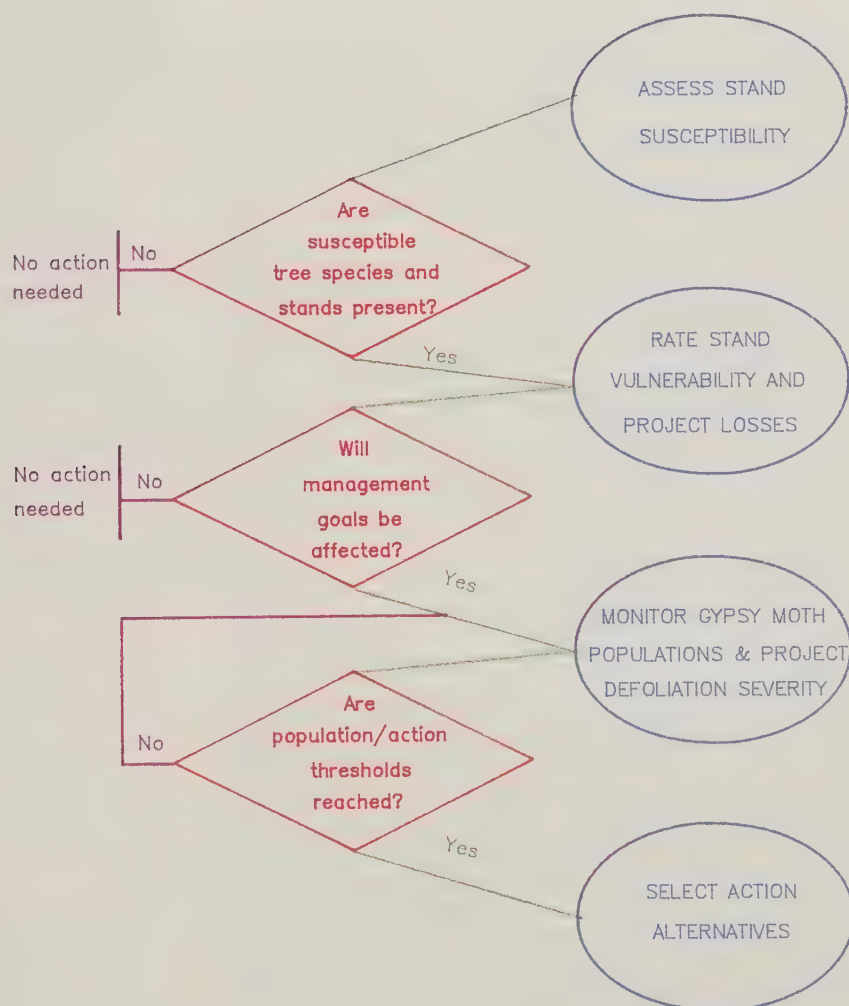 ASSESS STAND
SUSCEPTIBILITY
Are
susceptible
tree species and
stands present?
No
No action
needed
Yes
RATE STAND
VULNERABILITY AND
PROJECT LOSSES
Will
management
goals be
affected?
No
No action
needed
Yes
MONITOR GYPSY MOTH
POPULATIONS & PROJECT
DEFOLIATION SEVERITY
Are
population/action
thresholds
reached?
No
Yes
SELECT ACTION
ALTERNATIVES